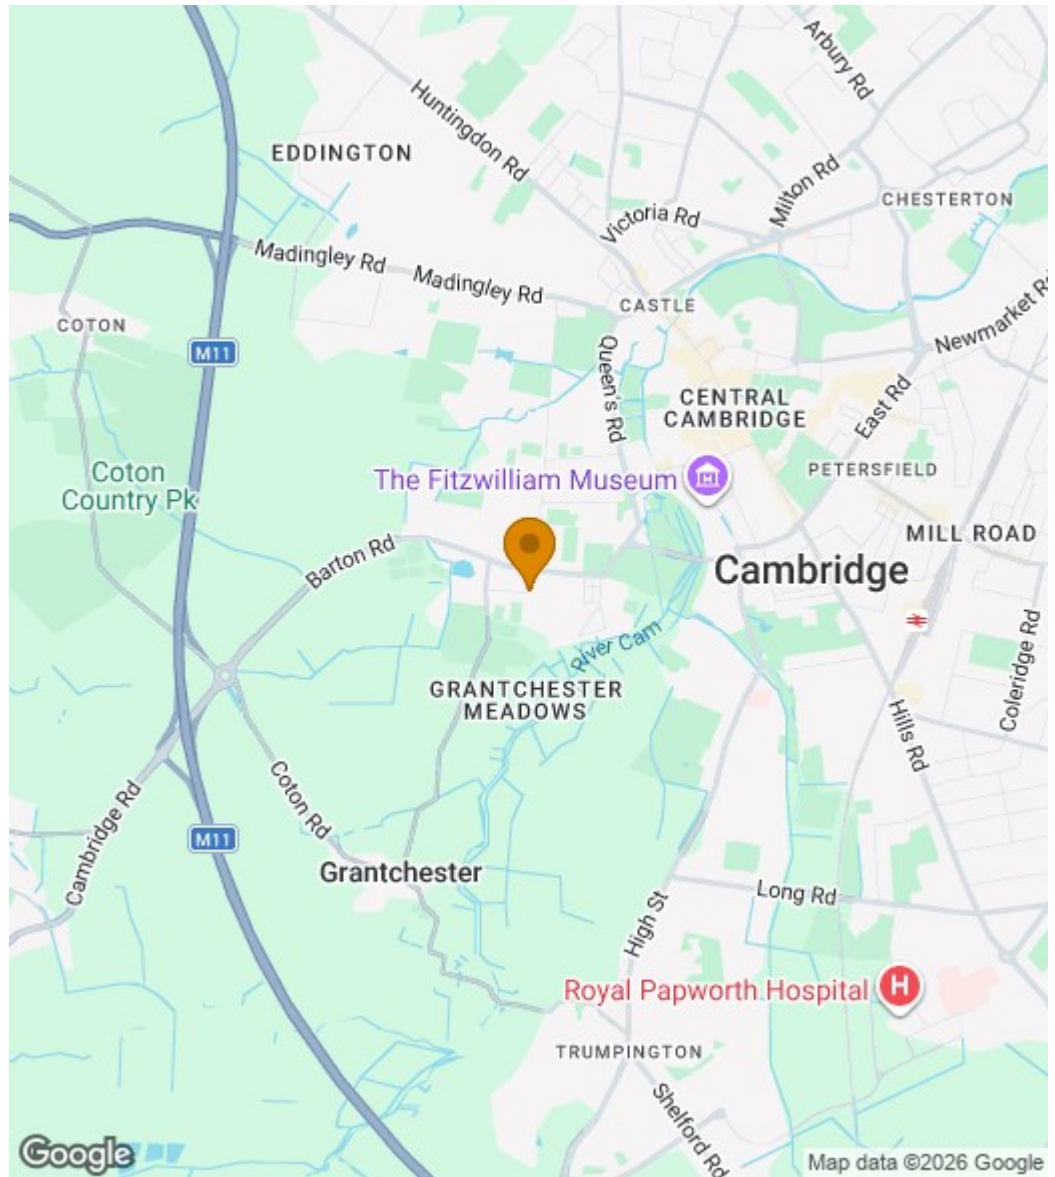 Arbury Rd
Huntingdon Rd
EDDINGTON
Milton Rd
CHESTERTON
Victoria Rd
Madingley Rd
Madingley Rd
CASTLE
COTON
Newmarket Rd
M11
Queen's Rd
CENTRAL
CAMBRIDGE
East Rd
PETERSFIELD
Coton
Country Pk
The Fitzwilliam Museum
MILL ROAD
Barton Rd
Cambridge
River Cam
Coleridge Rd
GRANTCHESTER
MEADOWS
Hills Rd
Coton Rd
Cambridge Rd
M11
Grantchester
Long Rd
High St
Royal Papworth Hospital
H
TRUMPINGTON
Shelford Rd
Google
Map data ©2026 Google